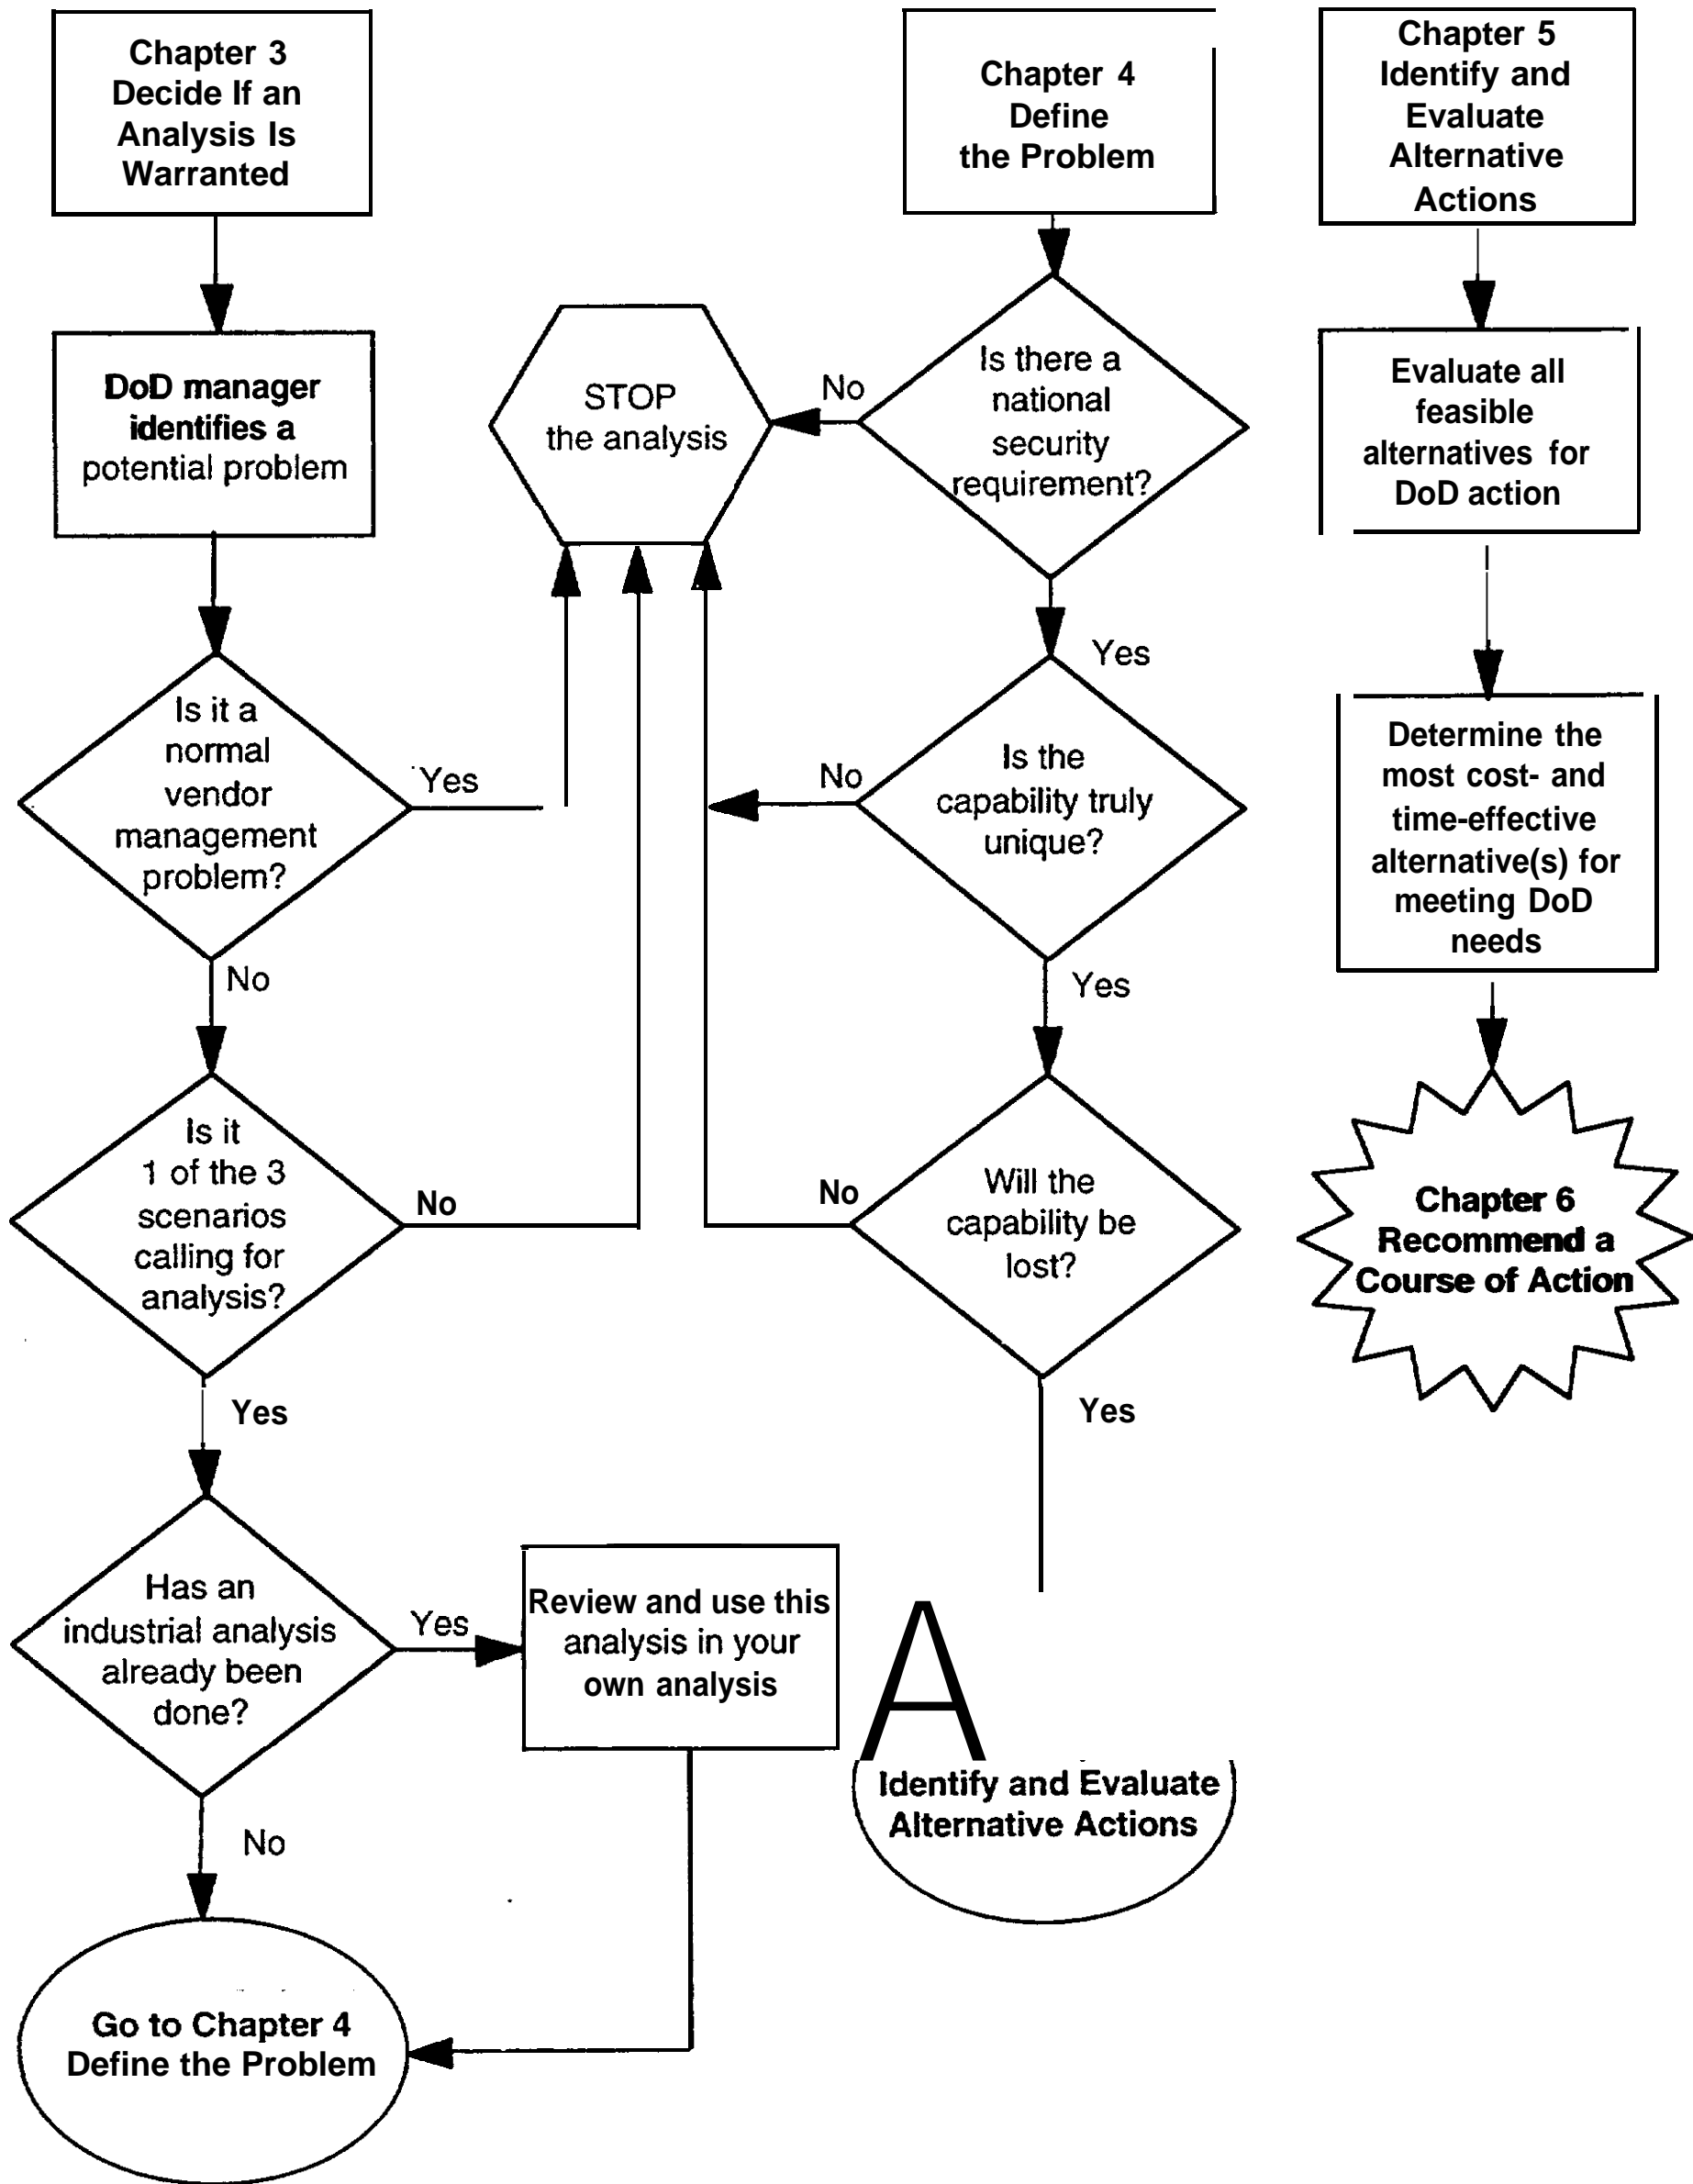 Chapter 3
Decide If an
Analysis Is
Warranted
DoD manager
identifies a
potential problem
Is it a
normal
vendor
management
problem?
Yes
No
Is it
1 of the 3
scenarios
calling for
analysis?
No
Yes
Has an
industrial analysis
already been
done?
Yes
No
Review and use this
analysis in your
own analysis
Go to Chapter 4
Define the Problem
STOP
the analysis
Chapter 4
Define
the Problem
Is there a
national
security
requirement?
No
Yes
Is the
capability truly
unique?
No
Yes
Will the
capability be
lost?
No
Yes
A
Identify and Evaluate
Alternative Actions
Chapter 5
Identify and
Evaluate
Alternative
Actions
Evaluate all
feasible
alternatives for
DoD action
Determine the
most cost- and
time-effective
alternative(s) for
meeting DoD
needs
Chapter 6
Recommend a
Course of Action